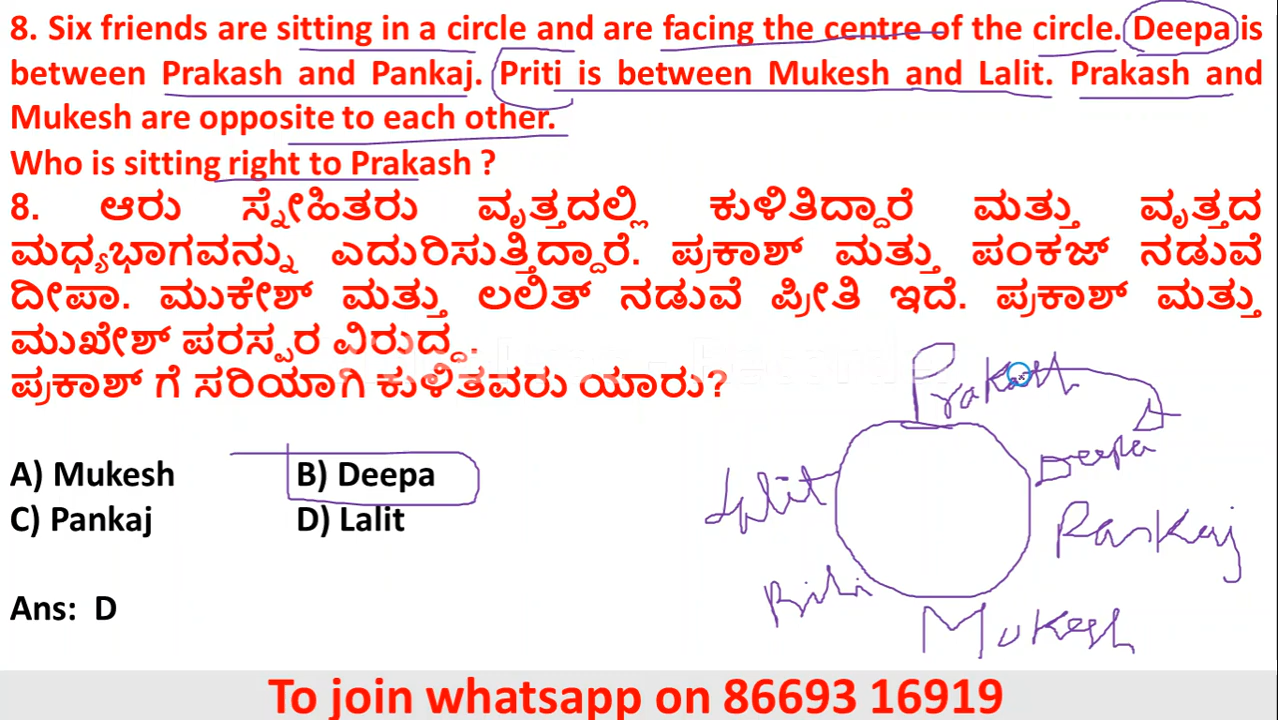 8. Six friends are sitting in a circle and are facing the centre of the circle. Deepa is
between Prakash and Pankaj. Priti is between Mukesh and Lalit. Prakash and
Mukesh are opposite to each other.
Who is sitting right to Prakash ?
8. ಆರು ಸ್ನೇಹಿತರು ವೃತ್ತದಲ್ಲಿ ಕುಳಿತಿದ್ದಾರೆ ಮತ್ತು ವೃತ್ತದ
ಮಧ್ಯಭಾಗವನ್ನು ಎದುರಿಸುತ್ತಿದ್ದಾರೆ. ಪ್ರಕಾಶ್ ಮತ್ತು ಪಂಕಜ್ ನಡುವೆ
ದೀಪಾ. ಮುಕೇಶ್ ಮತ್ತು ಲಲಿತ್ ನಡುವೆ ಪ್ರೀತಿ ಇದೆ. ಪ್ರಕಾಶ್ ಮತ್ತು
ಮುಖೇಶ್ ಪರಸ್ಪರ ವಿರುದ್ಧ.
ಪ್ರಕಾಶ್ ಗೆ ಸರಿಯಾಗಿ ಕುಳಿತವರು ಯಾರು?
Prakash
Deepa
Lalit
A) Mukesh B) Deepa
C) Pankaj D) Lalit
Pankaj
Priti
Mukesh
Ans: D
To join whatsapp on 86693 16919